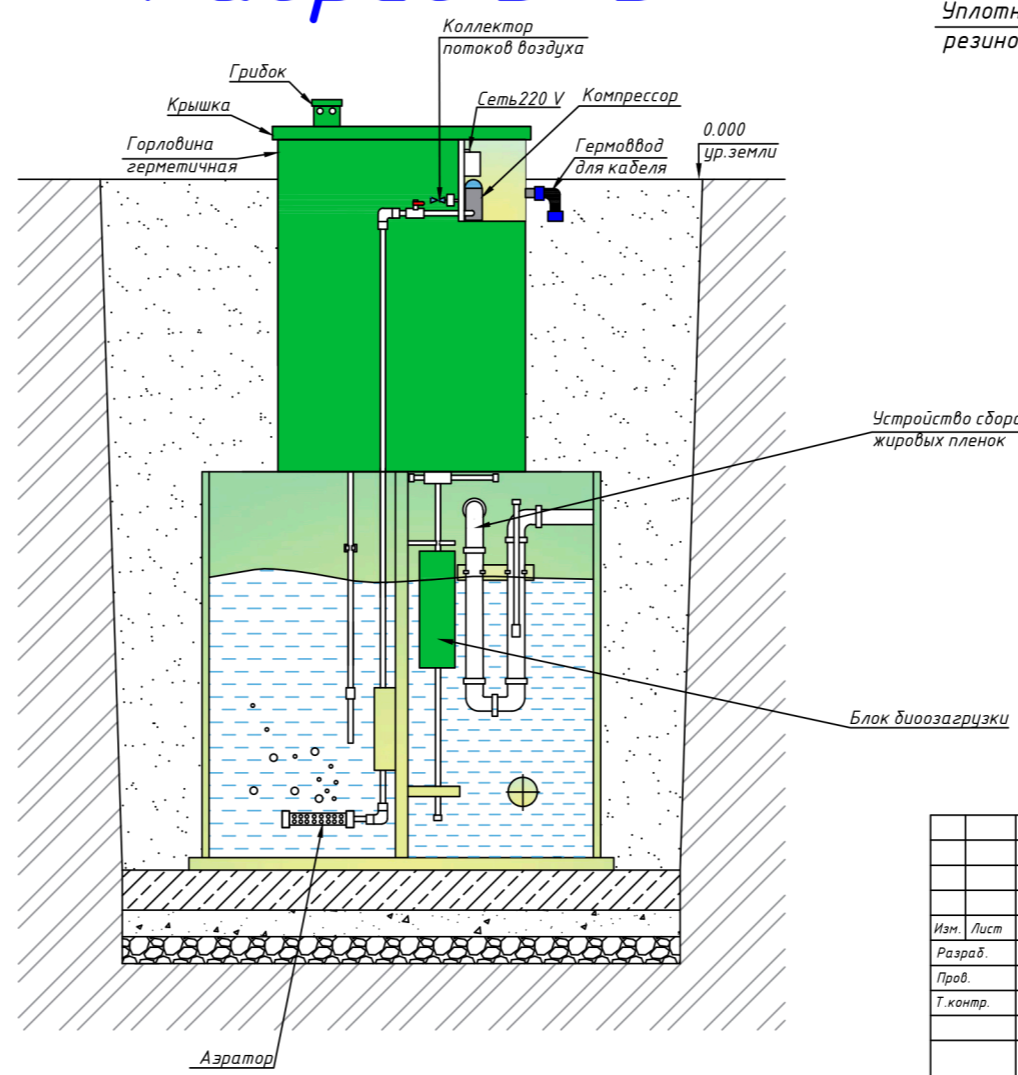 Коллектор
потоков воздуха
Грибок
Крышка
Сеть220 V
Компрессор
Горловина
герметичная
Гермоввод
для кабеля
0.000
ур.земли
резино
Устройство сбора
жировых пленок
Блок биоозагрузки
Аэратор
Изм. Лист
Разраб.
Пров.
Т.контр.